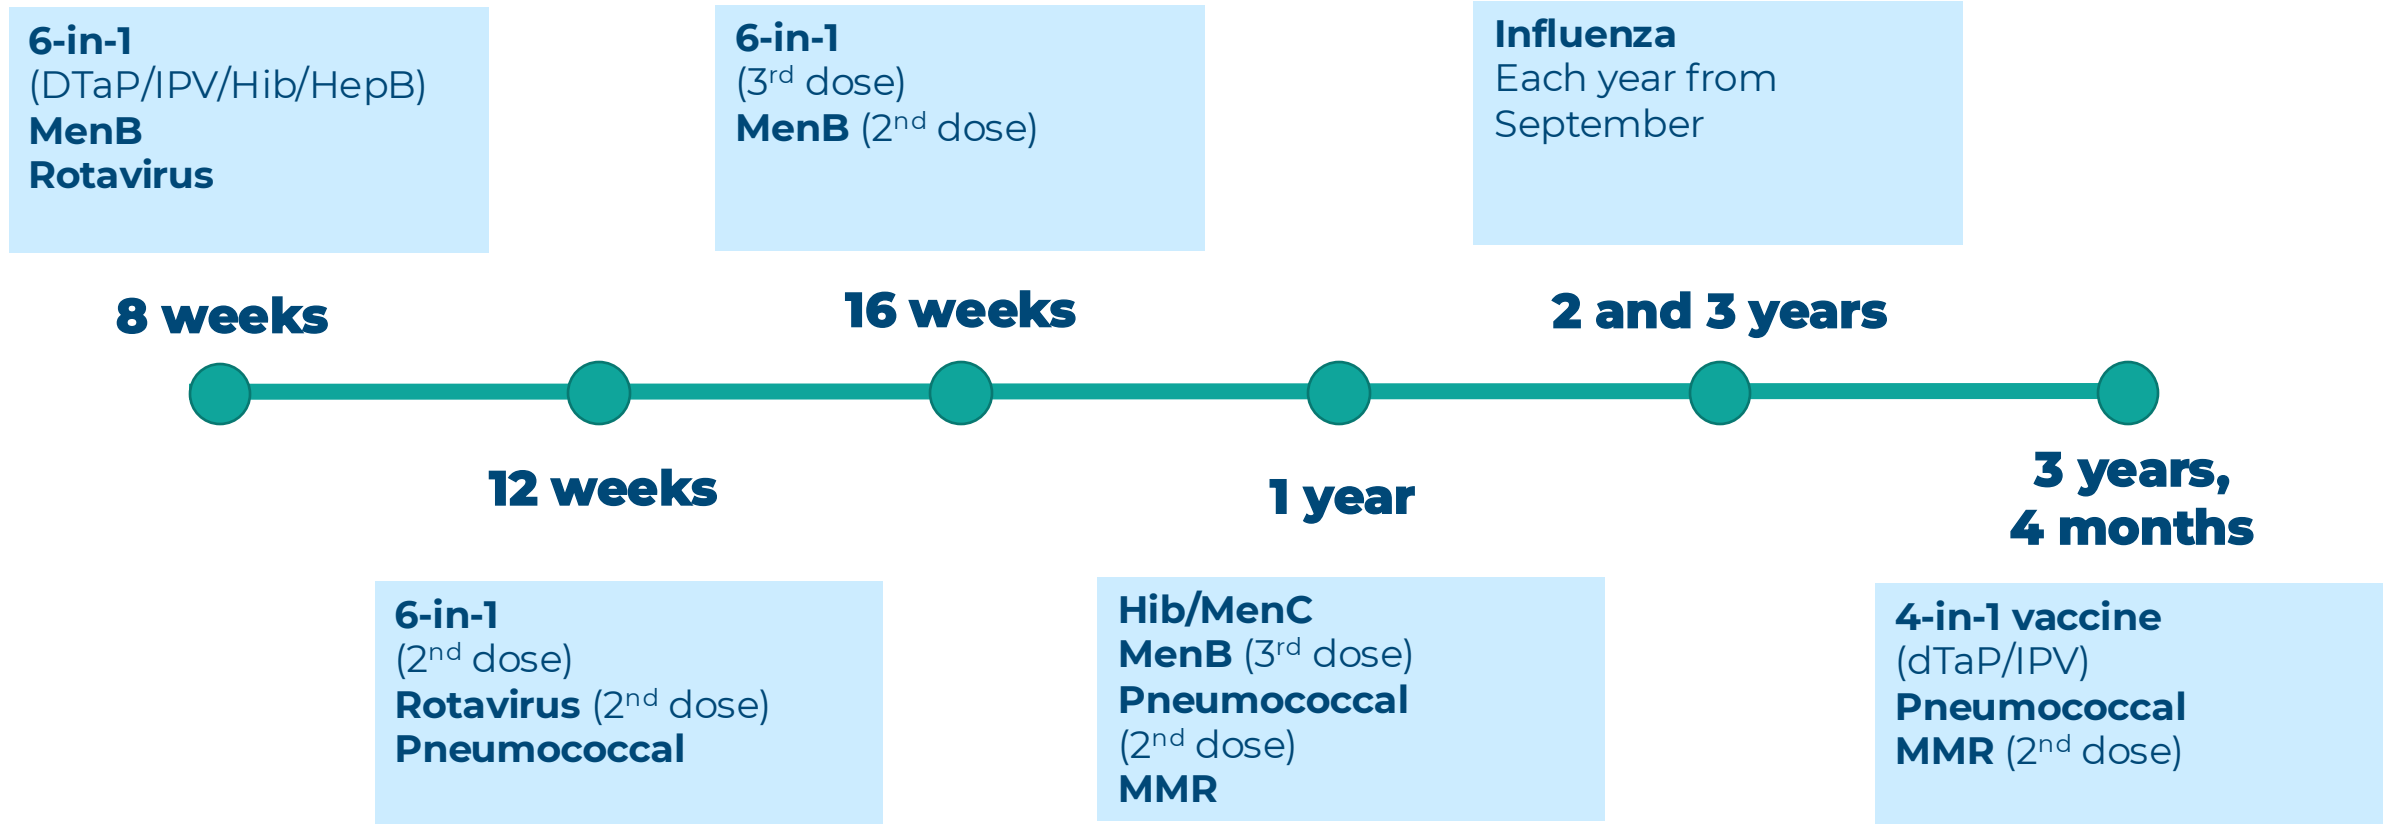 6-in-1
(DTaP/IPV/Hib/HepB)
MenB
Rotavirus
8 weeks
12 weeks
6-in-1
(2nd dose)
Rotavirus (2nd dose)
Pneumococcal
6-in-1
(3rd dose)
MenB (2nd dose)
16 weeks
1 year
Hib/MenC
MenB (3rd dose)
Pneumococcal
(2nd dose)
MMR
Influenza
Each year from
September
2 and 3 years
3 years,
4 months
4-in-1 vaccine
(dTaP/IPV)
Pneumococcal
MMR (2nd dose)